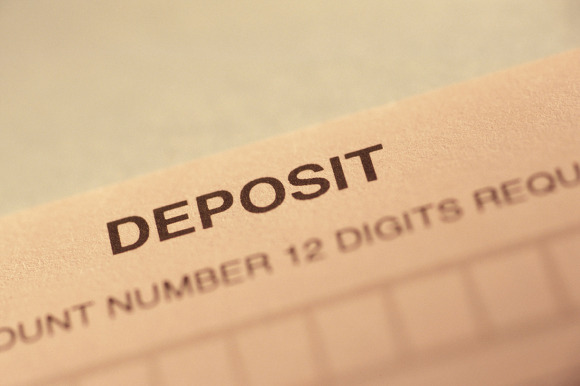 DEPOSIT
OUNT NUMBER 12 DIGITS REQU